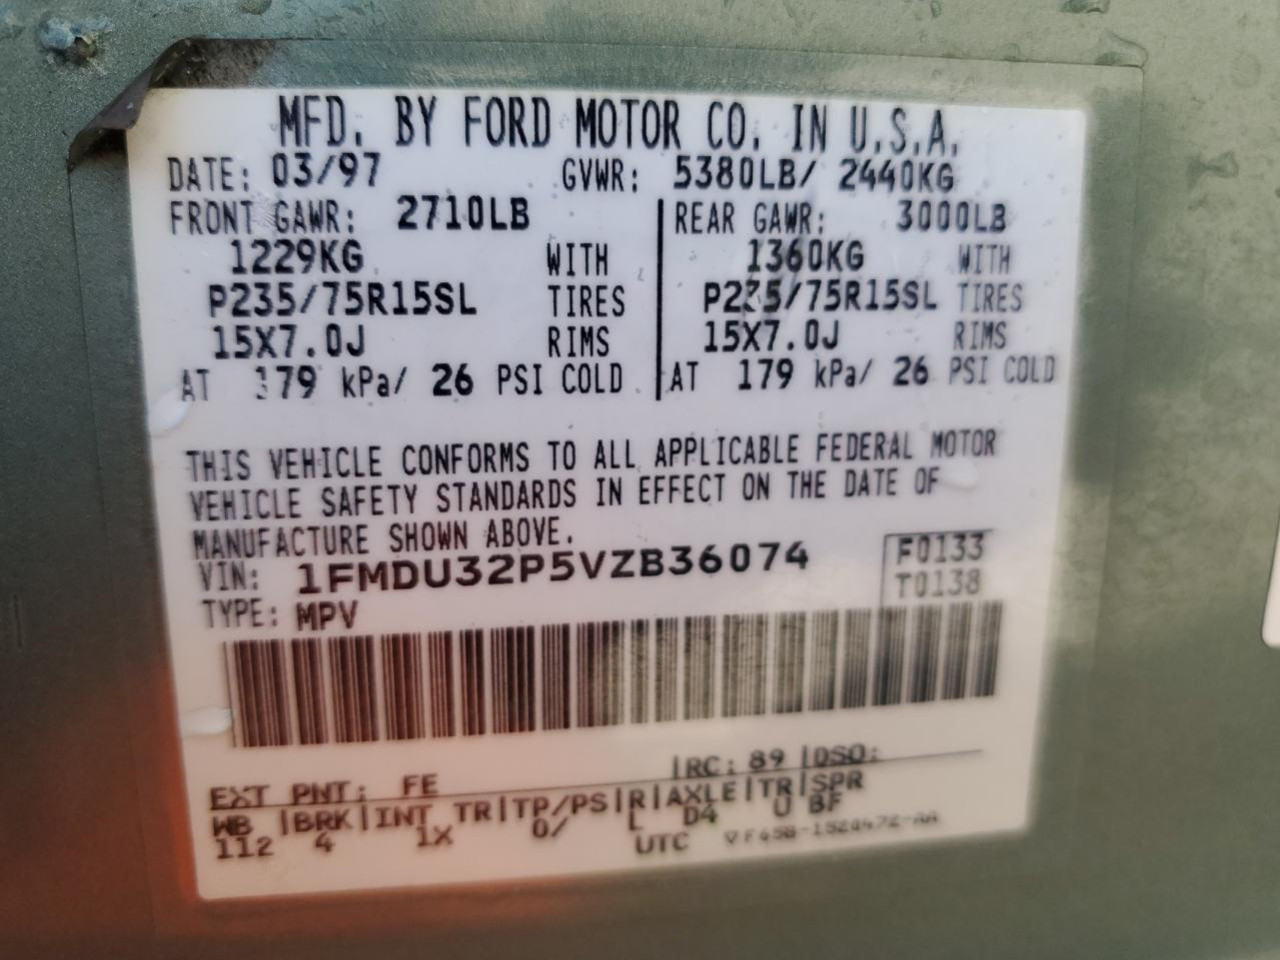 MFD. BY FORD MOTOR CO. IN U.S.A.
DATE: 03/97 GVWR: 5380LB/ 2440KG
FRONT GAWR: 2710LB REAR GAWR: 3000LB
1229KG WITH 1360KG WITH
P235/75R15SL TIRES P235/75R15SL TIRES
15X7.0J RIMS 15X7.0J RIMS
AT 179 kPa/ 26 PSI COLD AT 179 kPa/ 26 PSI COLD
THIS VEHICLE CONFORMS TO ALL APPLICABLE FEDERAL MOTOR
VEHICLE SAFETY STANDARDS IN EFFECT ON THE DATE OF
MANUFACTURE SHOWN ABOVE.
VIN: 1FMDU32P5VZB36074 F0133
TYPE: MPV T0138
EXT PNT: FE |RC: 89 |DSO:
WB |BRK|INT TR|TP/PS|R|AXLE|TR|SPR
112 4 1X 0/ L D4 U BF
UTC